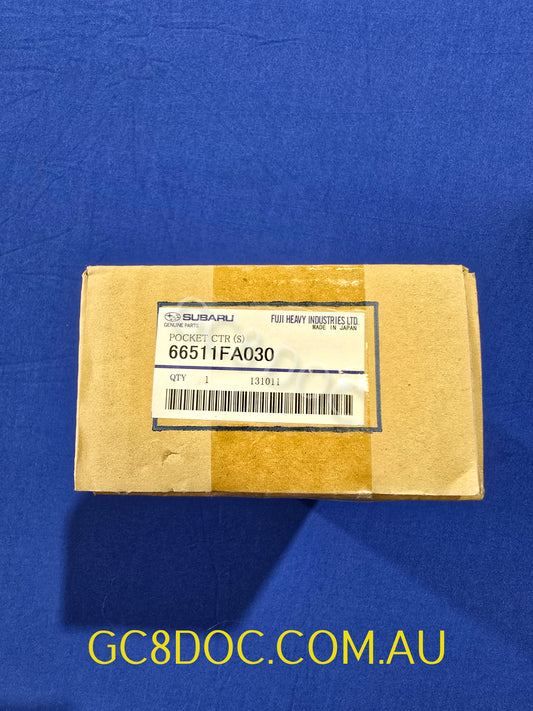 SUBARU
GENUINE PARTS
FUJI HEAVY INDUSTRIES LTD.
MADE IN JAPAN
POCKET CTR (S)
66511FA030
QTY 1 131011
GC8DOC.COM.AU